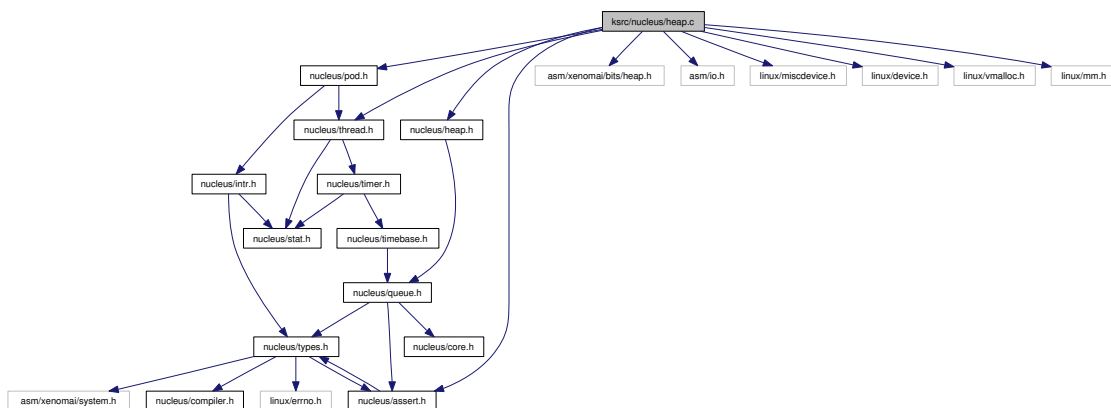 ksrc/nucleus/heap.c
nucleus/pod.h
asm/xenomai/bits/heap.h
asm/io.h
linux/miscdevice.h
linux/device.h
linux/vmalloc.h
linux/mm.h
nucleus/thread.h
nucleus/heap.h
nucleus/intr.h
nucleus/timer.h
nucleus/stat.h
nucleus/timebase.h
nucleus/queue.h
nucleus/types.h
nucleus/core.h
asm/xenomai/system.h
nucleus/compiler.h
linux/errno.h
nucleus/assert.h